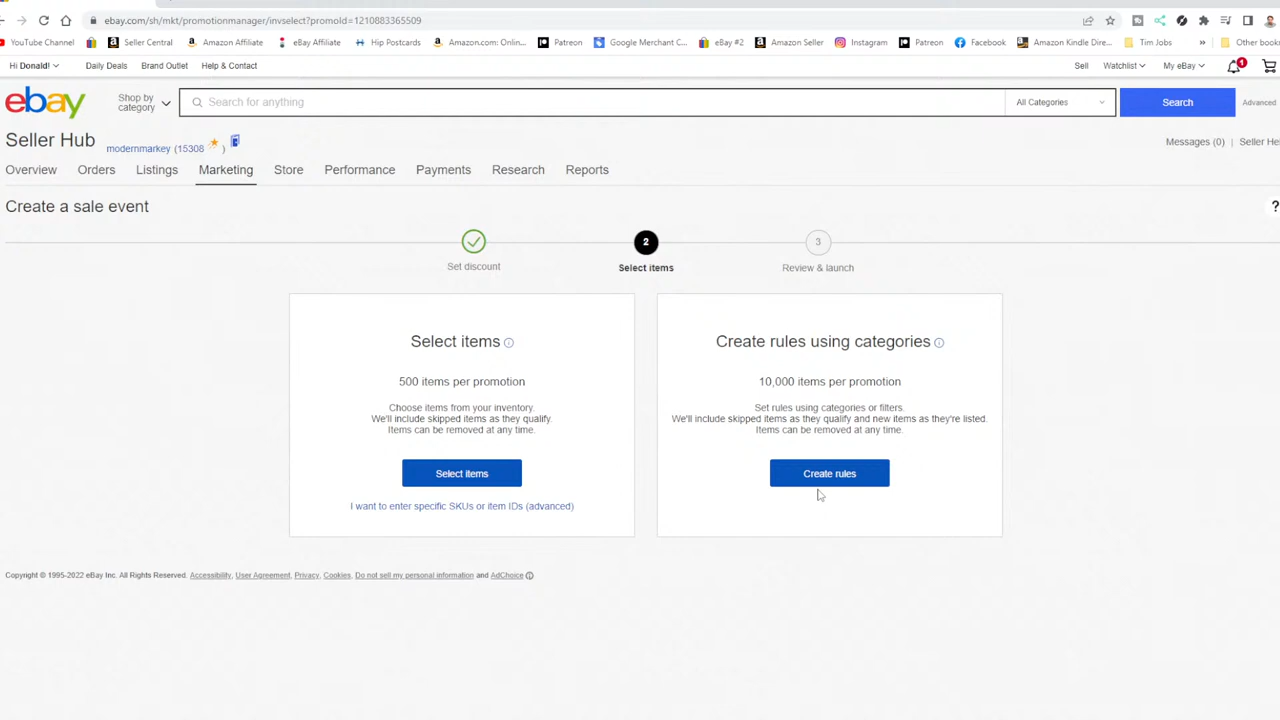 ebay.com/sh/mkt/promotionmanager/invselect?promoId=1210883365509
YouTube Channel
Seller Central
Amazon Affiliate
eBay Affiliate
Hip Postcards
Amazon.com: Onlin...
Patreon
Google Merchant C...
eBay #2
Amazon Seller
Instagram
Patreon
Facebook
Amazon Kindle Dire...
Tim Jobs
»
Other book
Hi Donald!
Daily Deals
Brand Outlet
Help & Contact
Sell
Watchlist
My eBay
1
ebay
Shop by category
Search for anything
All Categories
Search
Advanced
Seller Hub
modernmarkey (15308 )
Messages (0) | Seller He
Overview
Orders
Listings
Marketing
Store
Performance
Payments
Research
Reports
Create a sale event
?
2
3
Set discount
Select items
Review & launch
Select items
500 items per promotion
Choose items from your inventory.
We'll include skipped items as they qualify.
Items can be removed at any time.
Select items
I want to enter specific SKUs or item IDs (advanced)
Create rules using categories
10,000 items per promotion
Set rules using categories or filters.
We'll include skipped items as they qualify and new items as they're listed.
Items can be removed at any time.
Create rules
Copyright © 1995-2022 eBay Inc. All Rights Reserved. Accessibility, User Agreement, Privacy, Cookies, Do not sell my personal information and AdChoice